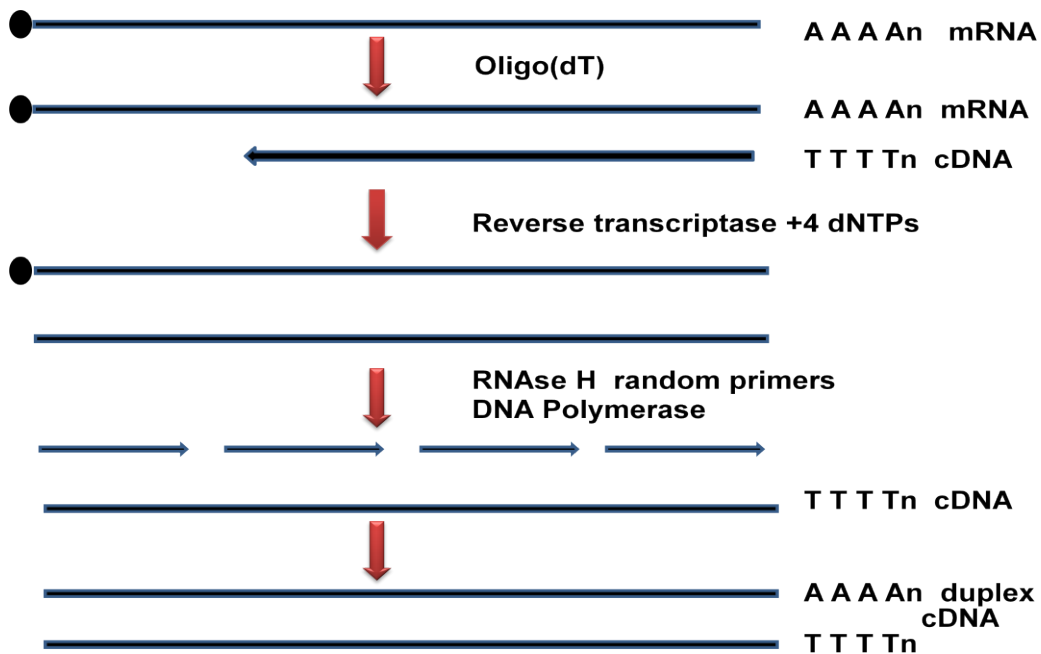 A A A An mRNA
Oligo(dT)
A A A An mRNA
T T T Tn cDNA
Reverse transcriptase +4 dNTPs
RNAse H random primers
DNA Polymerase
T T T Tn cDNA
A A A An duplex
cDNA
T T T Tn